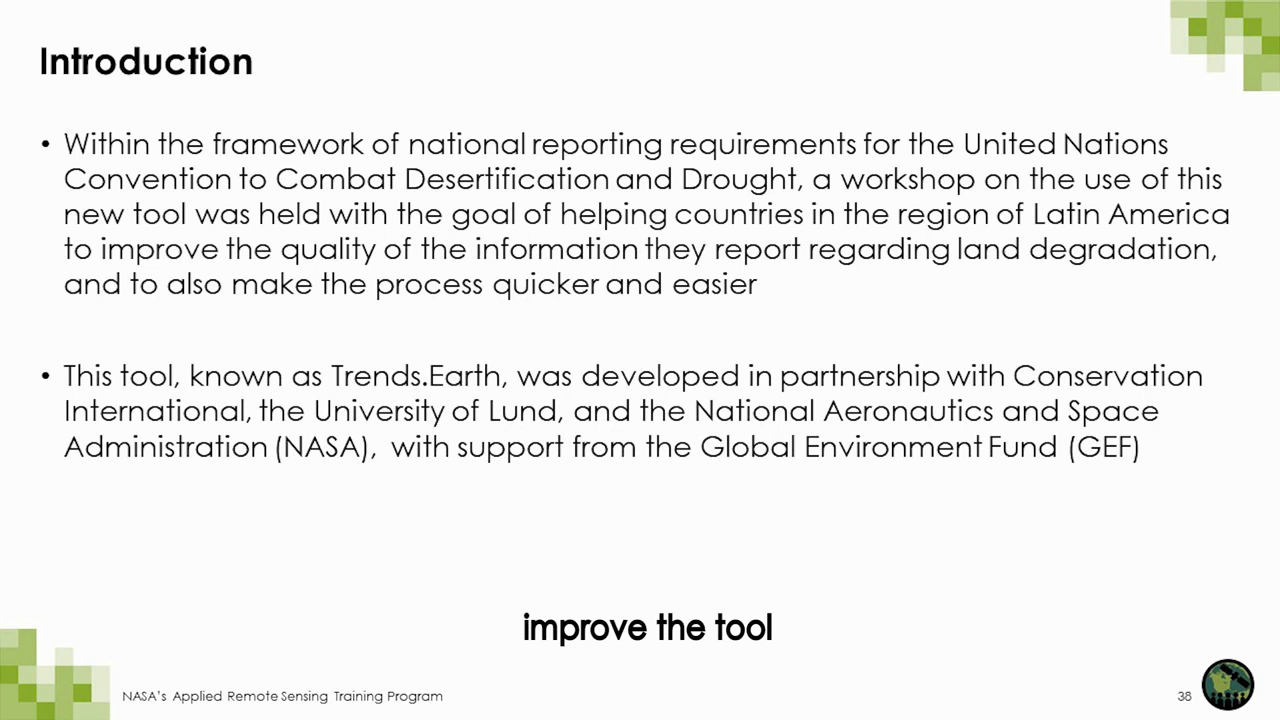 Introduction
• Within the framework of national reporting requirements for the United Nations
Convention to Combat Desertification and Drought, a workshop on the use of this
new tool was held with the goal of helping countries in the region of Latin America
to improve the quality of the information they report regarding land degradation,
and to also make the process quicker and easier
• This tool, known as Trends.Earth, was developed in partnership with Conservation
International, the University of Lund, and the National Aeronautics and Space
Administration (NASA), with support from the Global Environment Fund (GEF)
improve the tool
NASA's Applied Remote Sensing Training Program
38